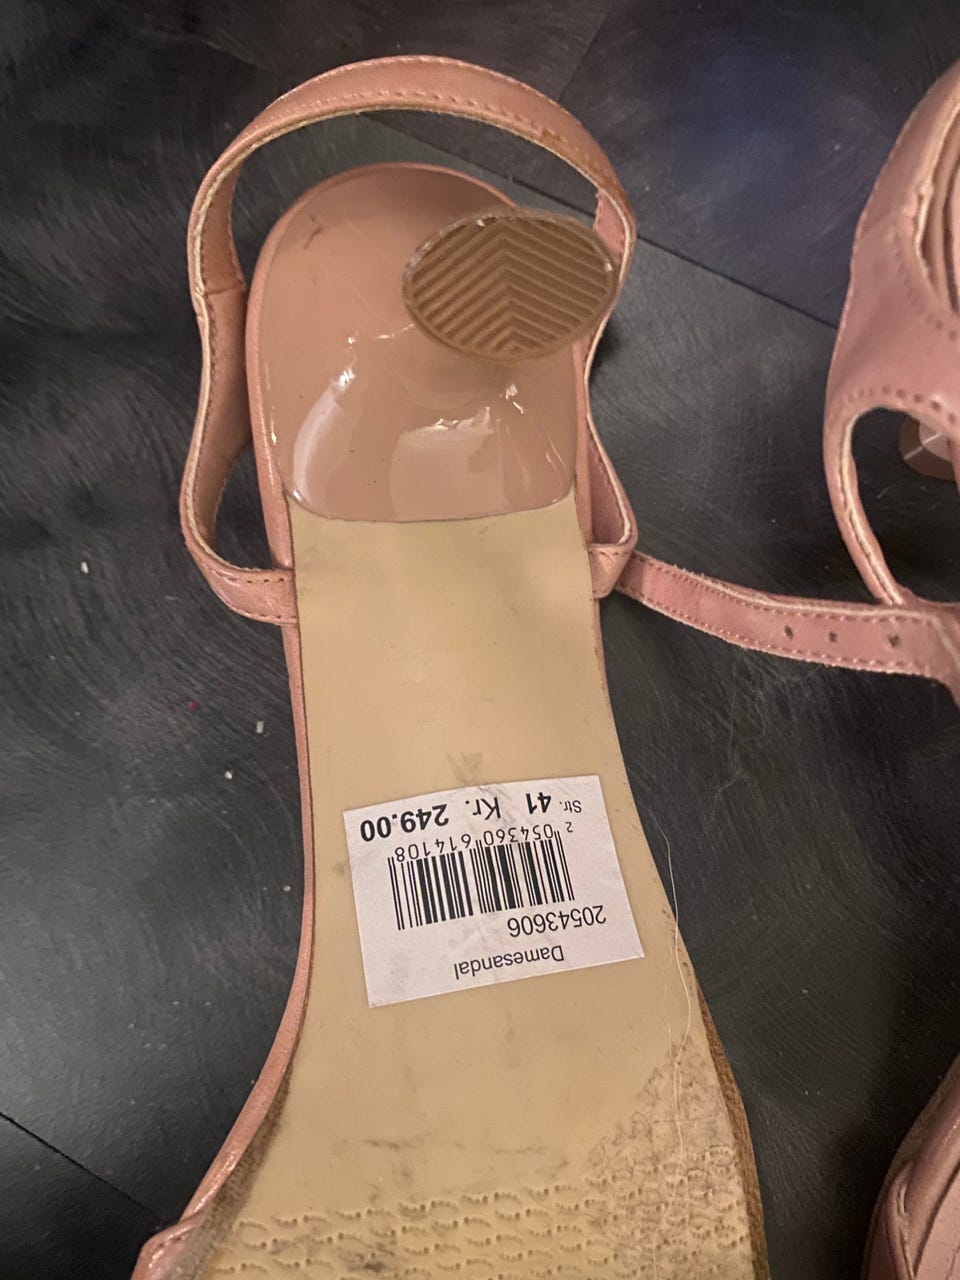 Damesandal
20543606
2 054360 614108
Str. 41 Kr. 249.00